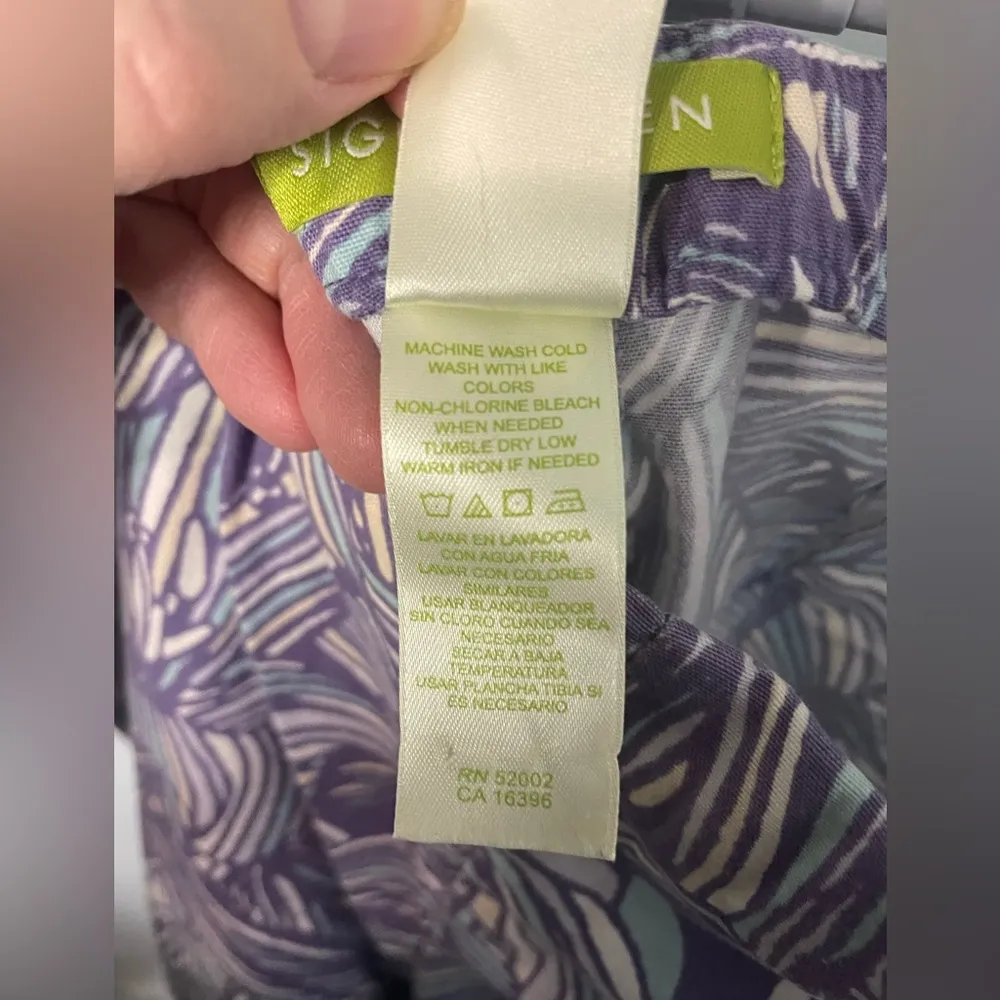 SIG EN
MACHINE WASH COLD
WASH WITH LIKE
COLORS
NON-CHLORINE BLEACH
WHEN NEEDED
TUMBLE DRY LOW
WARM IRON IF NEEDED
LAVAR EN LAVADORA
CON AGUA FRIA
LAVAR CON COLORES
SIMILARES
USAR BLANQUEADOR
SIN CLORO CUANDO SEA
NECESARIO
SECAR A BAJA
TEMPERATURA
USAR PLANCHA TIBIA SI
ES NECESARIO
RN 52002
CA 16396